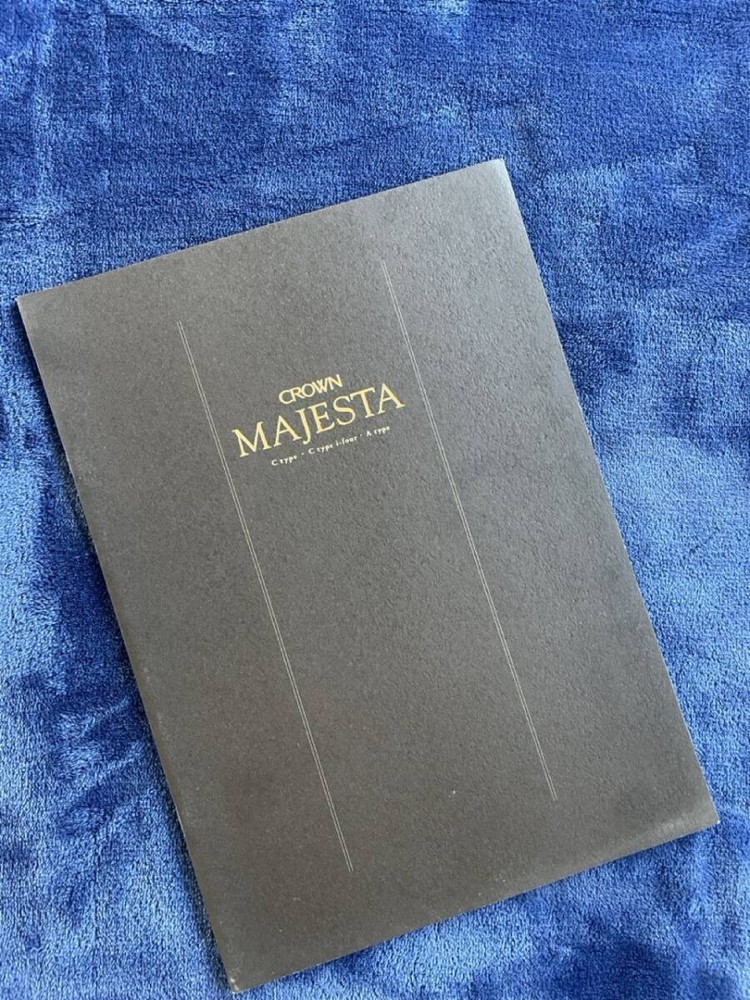 CROWN
MAJESTA
C type · C type i-four · A type